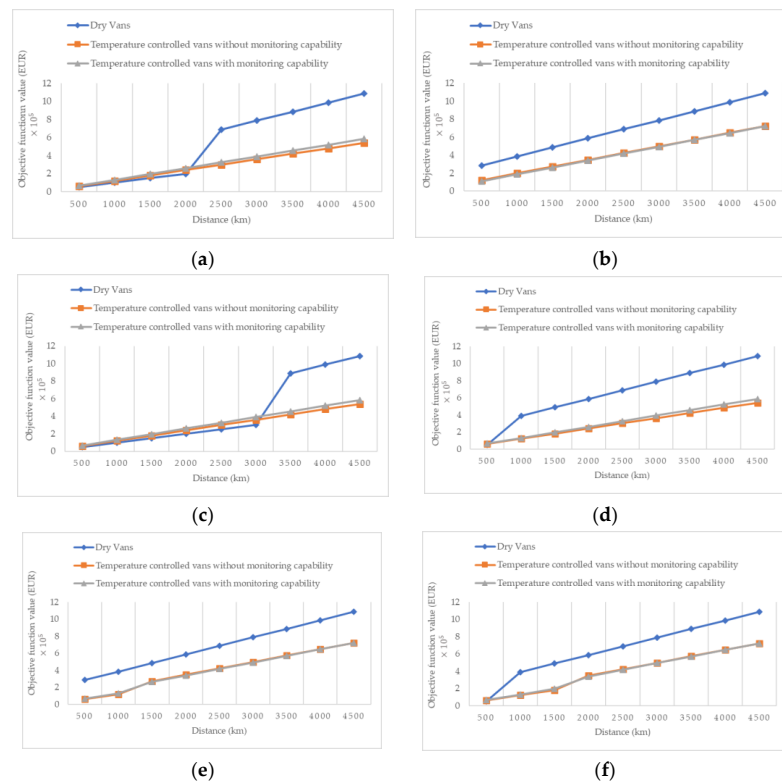 Dry Vans
Temperature controlled vans without monitoring capability
Temperature controlled vans with monitoring capability
Objective functionn value (EUR)
× 10⁵
12
10
8
6
4
2
0
500 1000 1500 2000 2500 3000 3500 4000 4500
Distance (km)
(a)
Dry Vans
Temperature controlled vans without monitoring capability
Temperature controlled vans with monitoring capability
Objective function value (EUR)
× 10⁵
12
10
8
6
4
2
0
500 1000 1500 2000 2500 3000 3500 4000 4500
Distance (km)
(b)
Dry Vans
Temperature controlled vans without monitoring capability
Temperature controlled vans with monitoring capability
Objective function value (EUR)
× 10⁵
12
10
8
6
4
2
0
500 1000 1500 2000 2500 3000 3500 4000 4500
Distance (km)
(c)
Dry Vans
Temperature controlled vans without monitoring capability
Temperature controlled vans with monitoring capability
Objective function value (EUR)
× 10⁵
12
10
8
6
4
2
0
500 1000 1500 2000 2500 3000 3500 4000 4500
Distance (km)
(d)
Dry Vans
Temperature controlled vans without monitoring capability
Temperature controlled vans with monitoring capability
Objective function value (EUR)
× 10⁵
12
10
8
6
4
2
0
500 1000 1500 2000 2500 3000 3500 4000 4500
Distance (km)
(e)
Dry Vans
Temperature controlled vans without monitoring capability
Temperature controlled vans with monitoring capability
Objective function value (EUR)
× 10⁵
12
10
8
6
4
2
0
500 1000 1500 2000 2500 3000 3500 4000 4500
Distance (km)
(f)